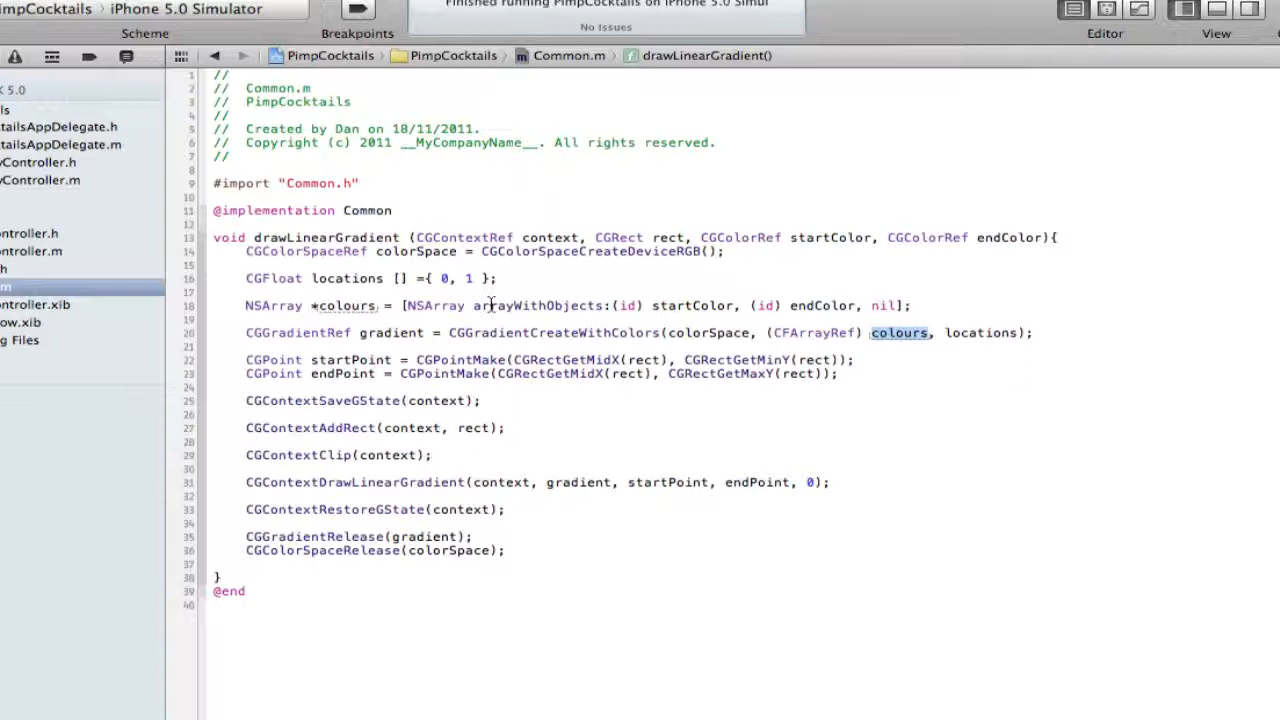 impCocktails › iPhone 5.0 Simulator
Finished running PimpCocktails on iPhone 5.0 Simul
No Issues
Scheme
Breakpoints
Editor
View
PimpCocktails › PimpCocktails › Common.m › drawLinearGradient()
K 5.0
ls
tailsAppDelegate.h
tailsAppDelegate.m
yController.h
yController.m
ontroller.h
ontroller.m
h
m
ontroller.xib
ow.xib
ng Files
1 //
2 //  Common.m
3 //  PimpCocktails
4 //
5 //  Created by Dan on 18/11/2011.
6 //  Copyright (c) 2011 __MyCompanyName__. All rights reserved.
7 //
8
9 #import "Common.h"
10
11 @implementation Common
12
13 void drawLinearGradient (CGContextRef context, CGRect rect, CGColorRef startColor, CGColorRef endColor){
14 CGColorSpaceRef colorSpace = CGColorSpaceCreateDeviceRGB();
15
16 CGFloat locations [] ={ 0, 1 };
17
18 NSArray *colours = [NSArray arrayWithObjects:(id) startColor, (id) endColor, nil];
19
20 CGGradientRef gradient = CGGradientCreateWithColors(colorSpace, (CFArrayRef) colours, locations);
21
22 CGPoint startPoint = CGPointMake(CGRectGetMidX(rect), CGRectGetMinY(rect));
23 CGPoint endPoint = CGPointMake(CGRectGetMidX(rect), CGRectGetMaxY(rect));
24
25 CGContextSaveGState(context);
26
27 CGContextAddRect(context, rect);
28
29 CGContextClip(context);
30
31 CGContextDrawLinearGradient(context, gradient, startPoint, endPoint, 0);
32
33 CGContextRestoreGState(context);
34
35 CGGradientRelease(gradient);
36 CGColorSpaceRelease(colorSpace);
37
38 }
39 @end
40